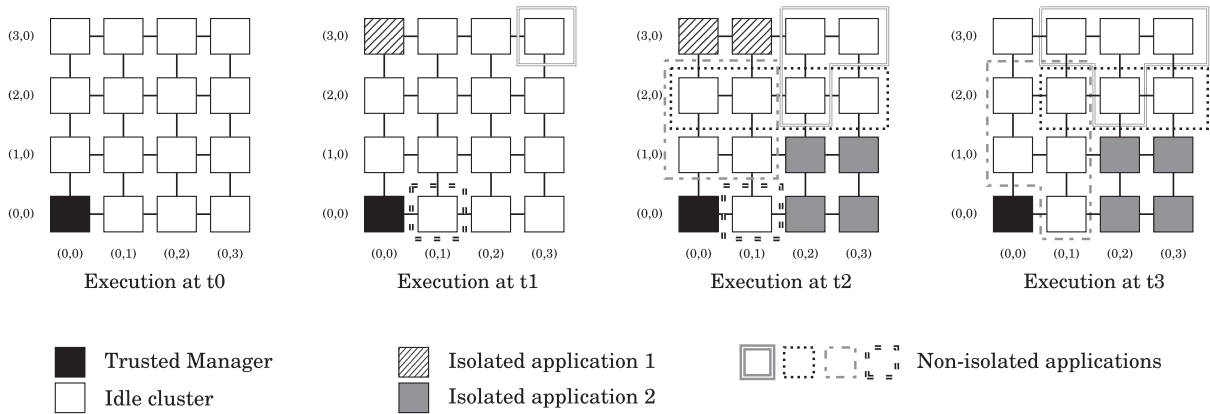 (3,0) (3,0) (3,0) (3,0)
(2,0) (2,0) (2,0) (2,0)
(1,0) (1,0) (1,0) (1,0)
(0,0) (0,0) (0,0) (0,0)
(0,0) (0,1) (0,2) (0,3) (0,0) (0,1) (0,2) (0,3) (0,0) (0,1) (0,2) (0,3) (0,0) (0,1) (0,2) (0,3)
Execution at t0 Execution at t1 Execution at t2 Execution at t3
Trusted Manager Isolated application 1 Non-isolated applications
Idle cluster Isolated application 2